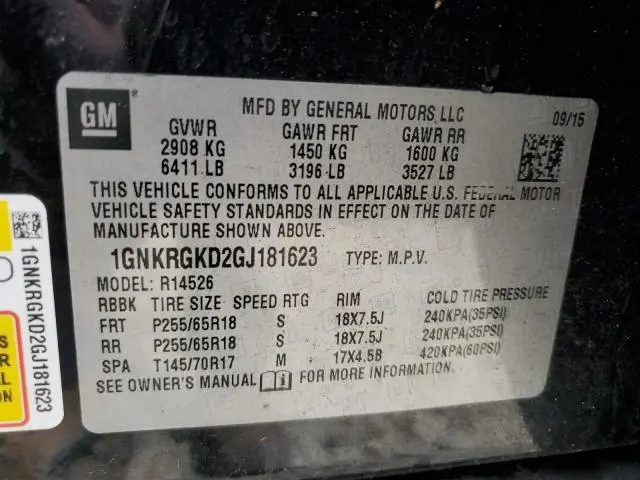 GM
®
MFD BY GENERAL MOTORS LLC
09/15
GVWR GAWR FRT GAWR RR
2908 KG 1450 KG 1600 KG
6411 LB 3196 LB 3527 LB
THIS VEHICLE CONFORMS TO ALL APPLICABLE U.S. FEDERAL MOTOR
VEHICLE SAFETY STANDARDS IN EFFECT ON THE DATE OF
MANUFACTURE SHOWN ABOVE.
1GNKRGKD2GJ181623 TYPE: M.P.V.
MODEL: R14526
RBBK TIRE SIZE SPEED RTG RIM COLD TIRE PRESSURE
FRT P255/65R18 S 18X7.5J 240KPA(35PSI)
RR P255/65R18 S 18X7.5J 240KPA(35PSI)
SPA T145/70R17 M 17X4.5B 420KPA(60PSI)
SEE OWNER'S MANUAL i FOR MORE INFORMATION.
1GNKRGKD2GJ181623